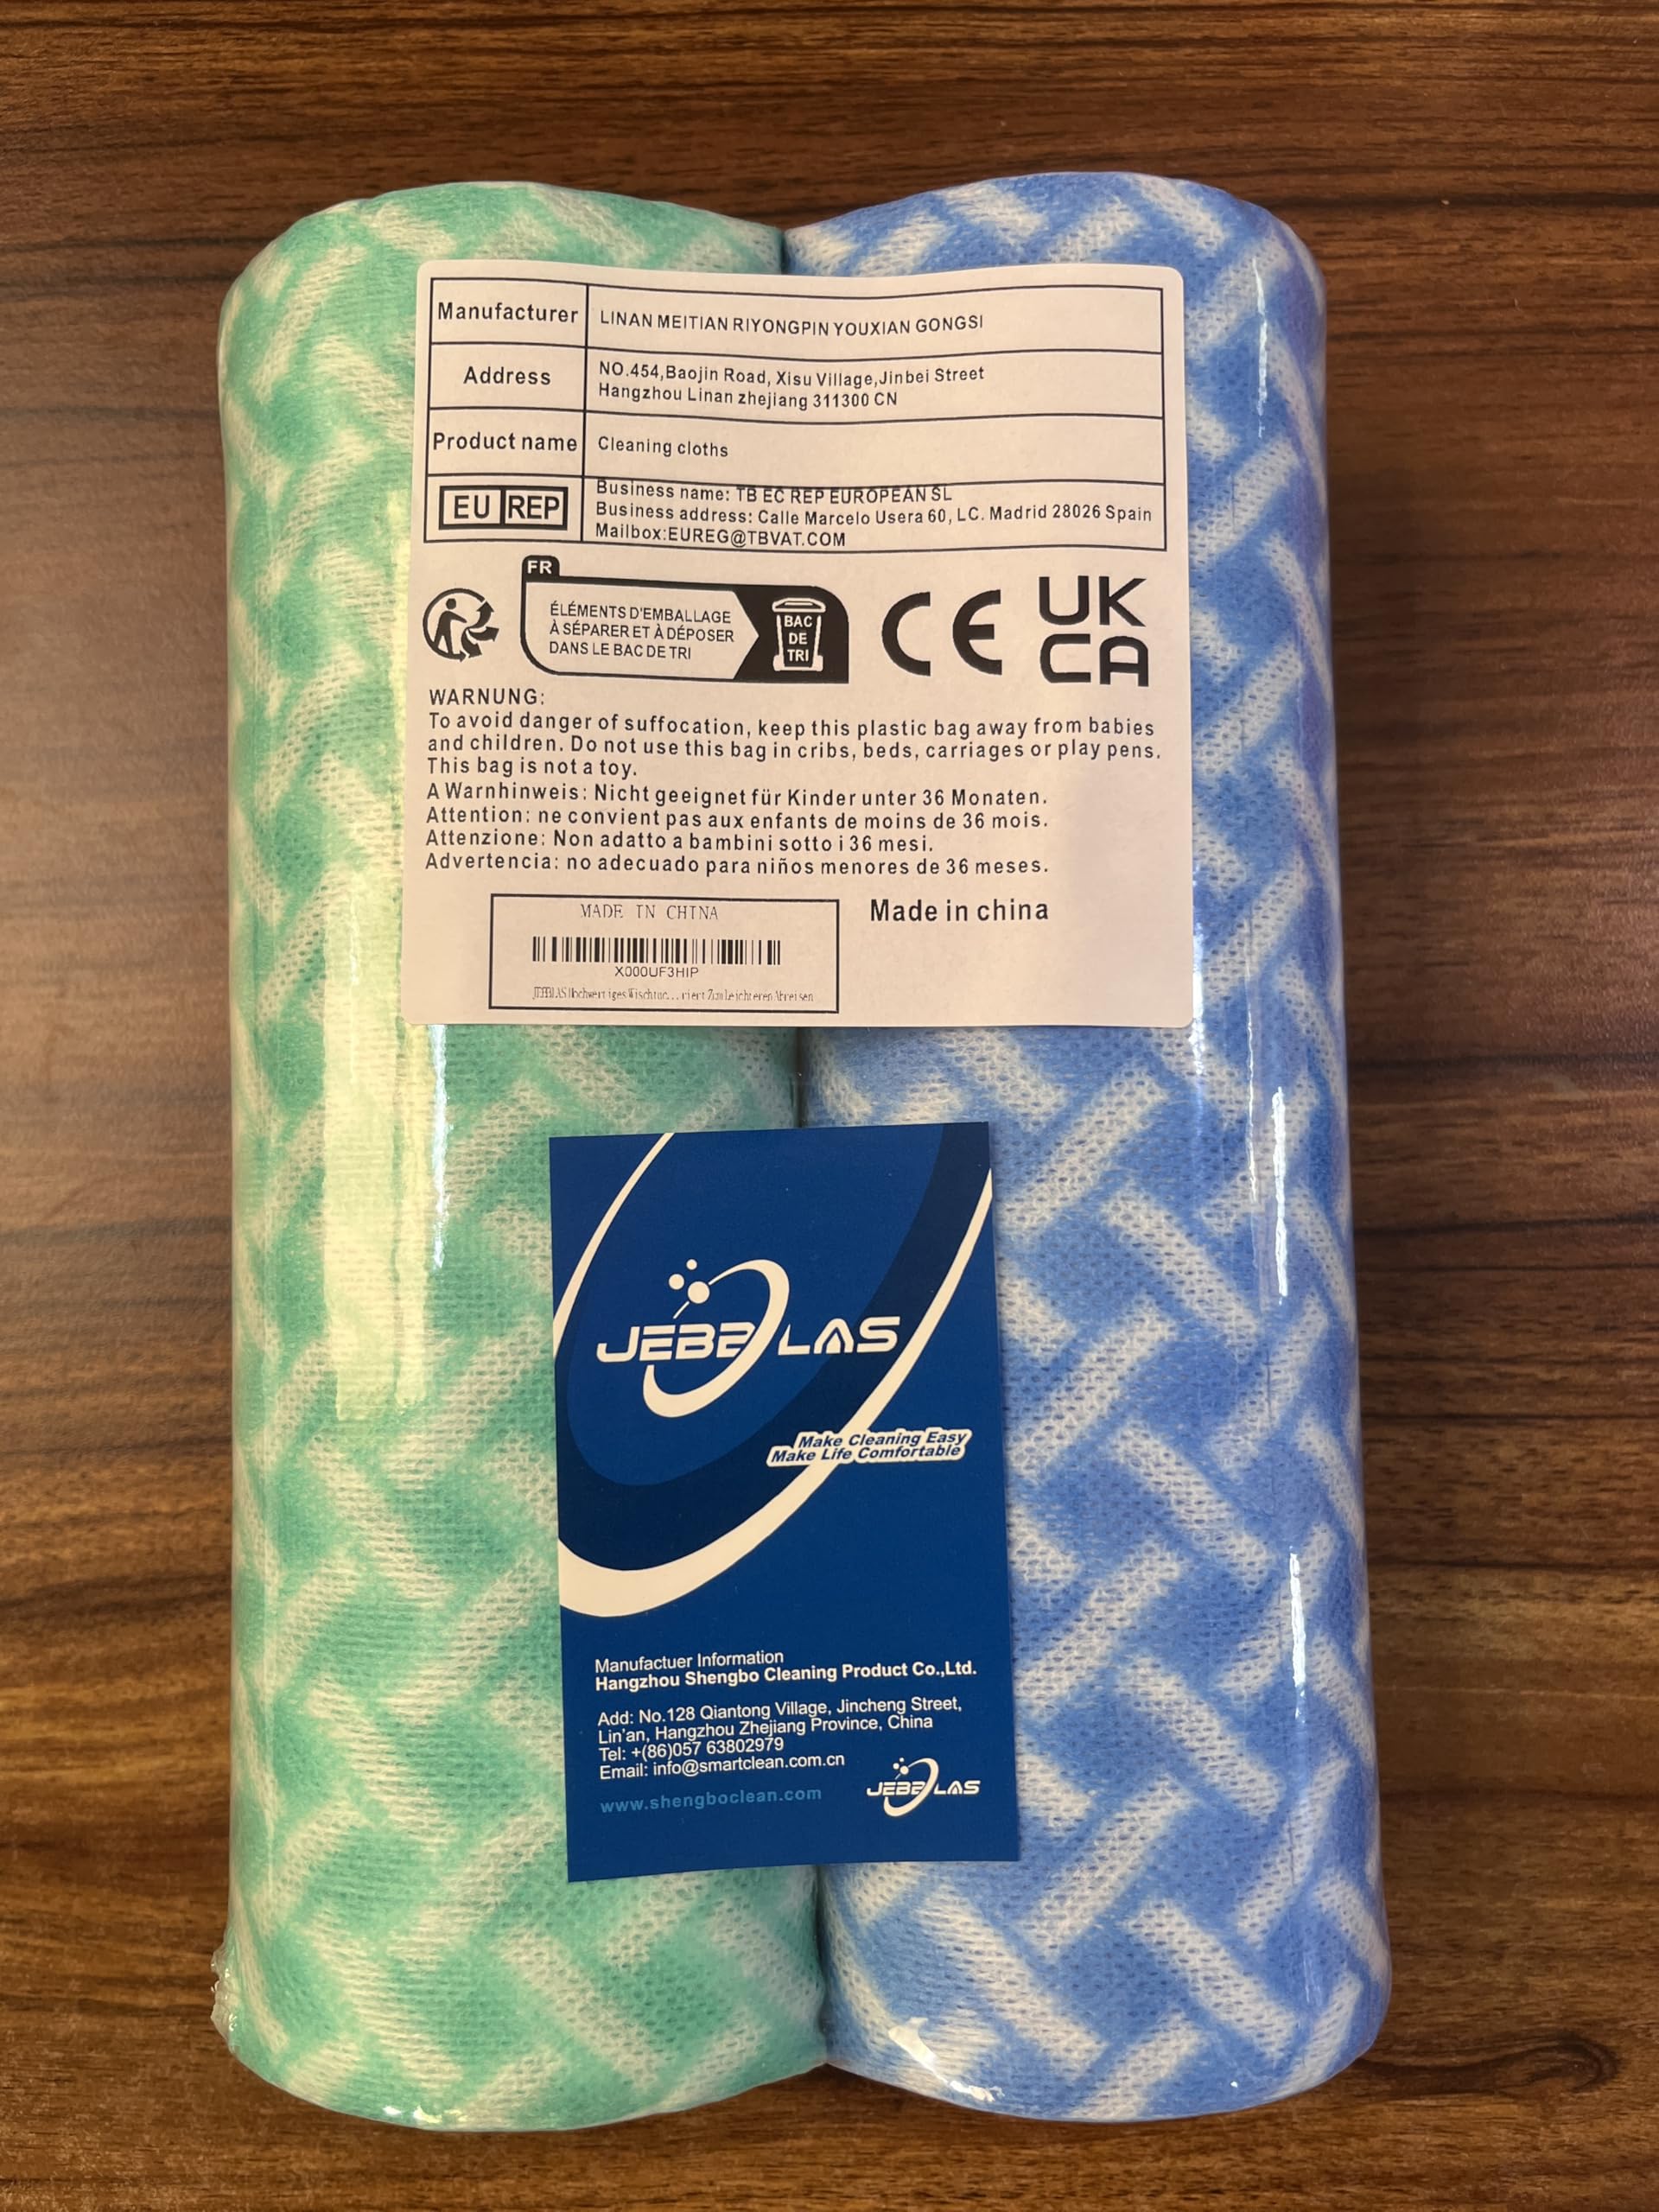 Manufacturer
LINAN MEITIAN RIYONGPIN YOUXIAN GONGSI
Address
NO.454,Baojin Road, Xisu Village,Jinbei Street
Hangzhou Linan zhejiang 311300 CN
Product name
Cleaning cloths
EU REP
Business name: TB EC REP EUROPEAN SL
Business address: Calle Marcelo Usera 60, LC. Madrid 28026 Spain
Mailbox:EUREG@TBVAT.COM
FR
ÉLÉMENTS D'EMBALLAGE
À SÉPARER ET À DÉPOSER
DANS LE BAC DE TRI
BAC
DE
TRI
CE
UK
CA
WARNUNG:
To avoid danger of suffocation, keep this plastic bag away from babies
and children. Do not use this bag in cribs, beds, carriages or play pens.
This bag is not a toy.
A Warnhinweis: Nicht geeignet für Kinder unter 36 Monaten.
Attention: ne convient pas aux enfants de moins de 36 mois.
Attenzione: Non adatto a bambini sotto i 36 mesi.
Advertencia: no adecuado para niños menores de 36 meses.
MADE IN CHINA
X000UF3HIP
JEBBLAS Hochwertiges Wischtuc... riert Zum Leichteren Abreisen
Made in china
JEBBLAS
Make Cleaning Easy
Make Life Comfortable
Manufactuer Information
Hangzhou Shengbo Cleaning Product Co.,Ltd.
Add: No.128 Qiantong Village, Jincheng Street,
Lin'an, Hangzhou Zhejiang Province, China
Tel: +(86)057 63802979
Email: info@smartclean.com.cn
www.shengboclean.com
JEBBLAS